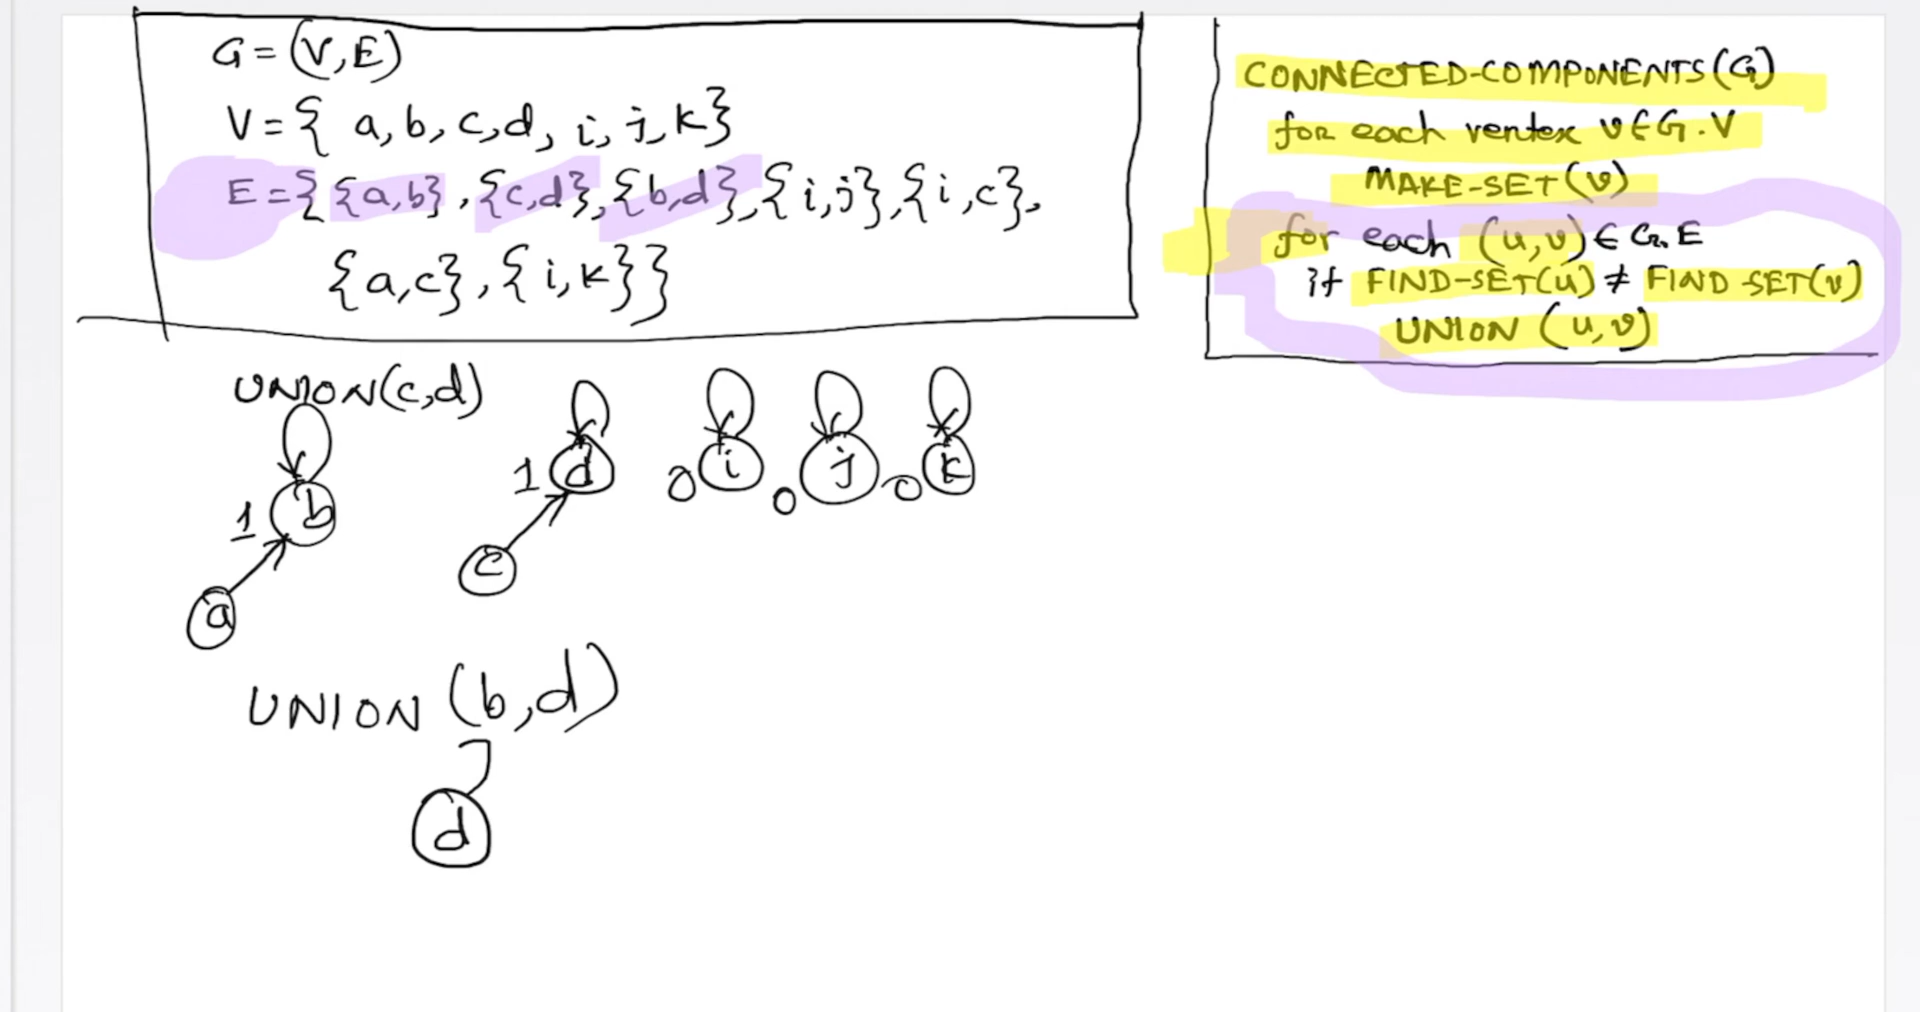 G = (V,E)
V = { a, b, c, d, i, j, k}
E = { {a,b}, {c,d}, {b,d}, {i,j}, {i,c},
{a,c}, {i,k}}
CONNECTED-COMPONENTS(G)
for each vertex v ∈ G.V
MAKE-SET(v)
for each (u,v) ∈ G.E
if FIND-SET(u) ≠ FIND-SET(v)
UNION (u,v)
UNION(c,d)
1 b
a
1 d
c
0 i
0 j
0 k
UNION (b,d)
d